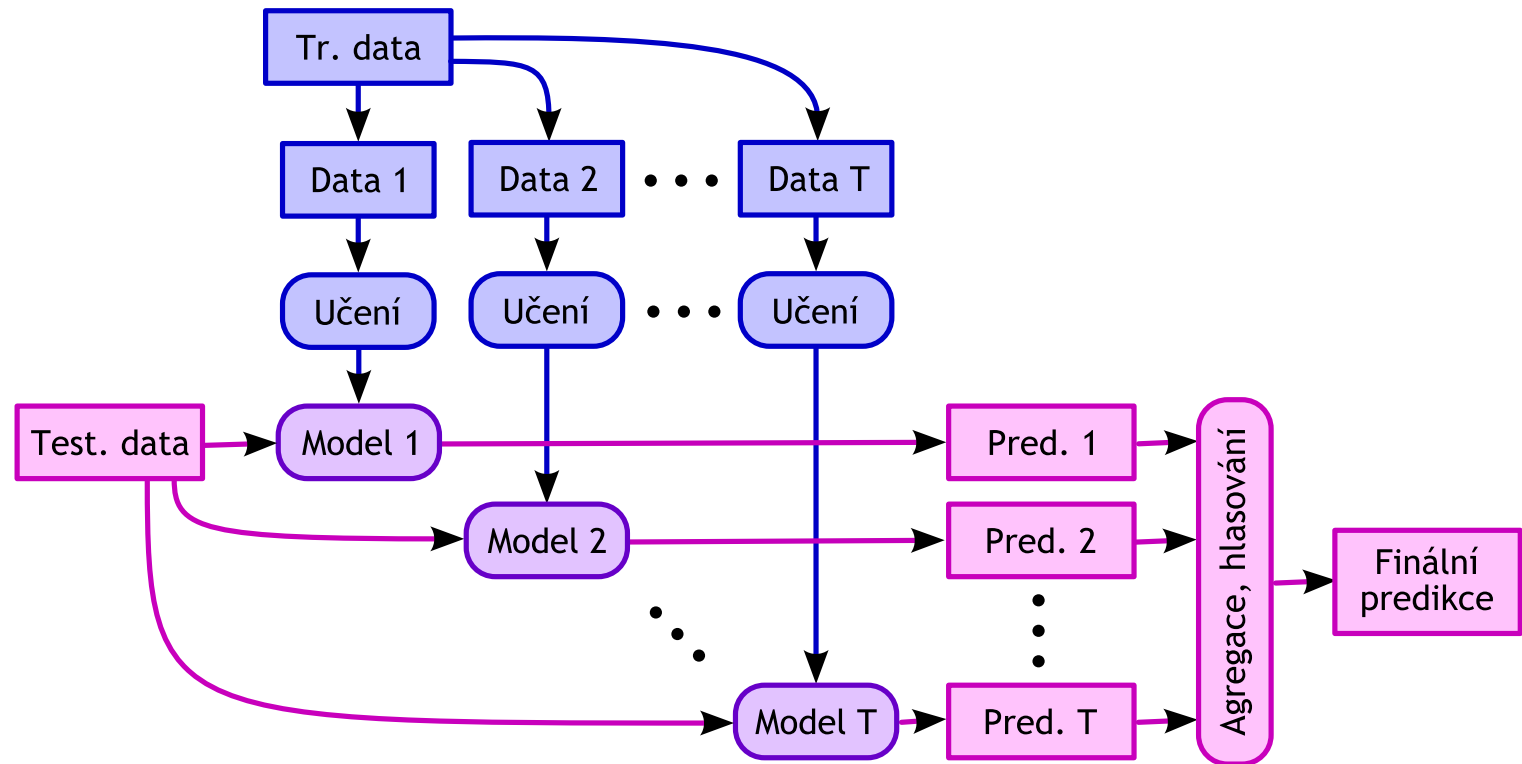 Tr. data
Data 1
Data 2
Data T
Učení
Učení
Učení
Test. data
Model 1
Pred. 1
Model 2
Pred. 2
Agregace, hlasování
Finální
predikce
Model T
Pred. T